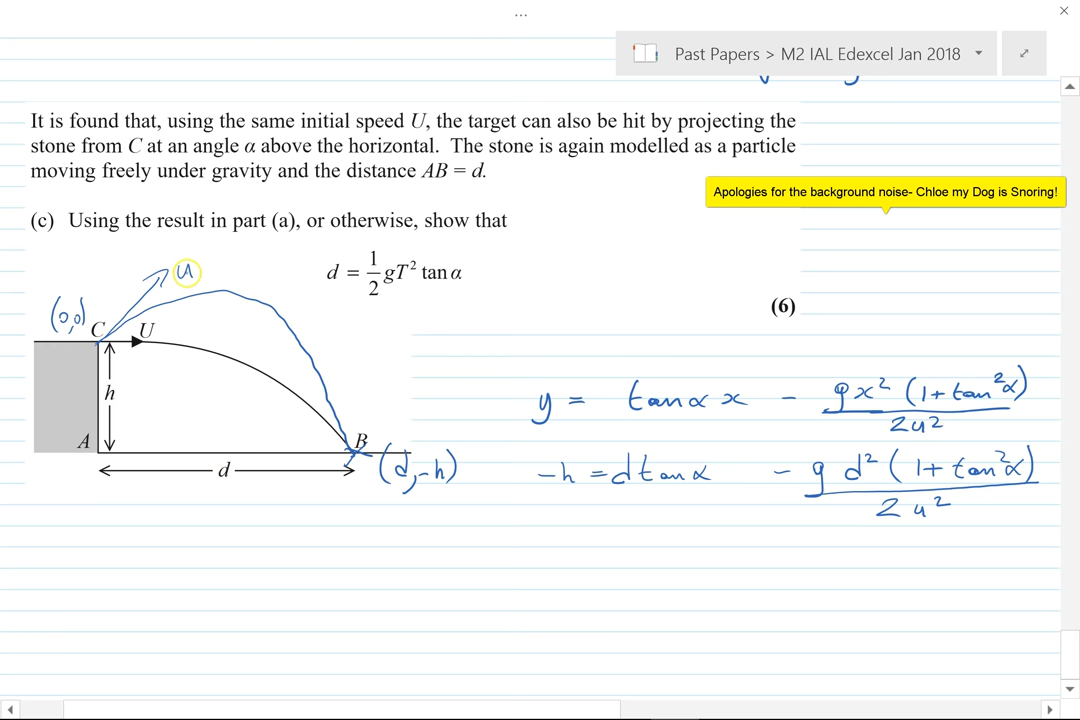 ...
Past Papers > M2 IAL Edexcel Jan 2018
It is found that, using the same initial speed U, the target can also be hit by projecting the
stone from C at an angle α above the horizontal. The stone is again modelled as a particle
moving freely under gravity and the distance AB = d.
Apologies for the background noise- Chloe my Dog is Snoring!
(c) Using the result in part (a), or otherwise, show that
d = 1/2 gT² tan α
(6)
u
(0,0) C U
h
A B
d (d,-h)
y = tanα x - gx² (1+tan²α) / 2u²
-h = d tanα - g d² (1+tan²α) / 2u²